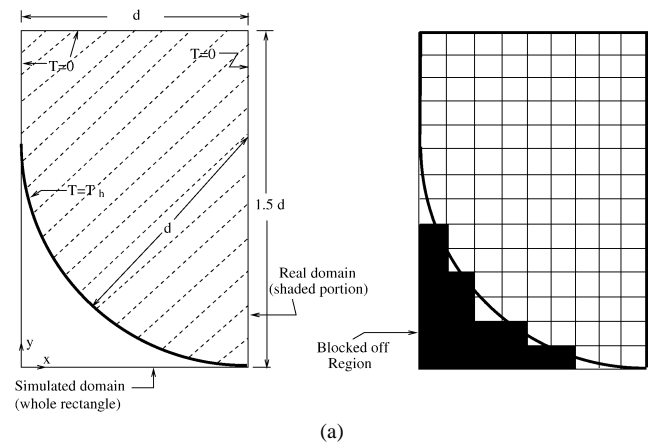 d
T=0
T=0
T=T h
d
1.5 d
Real domain
(shaded portion)
y
x
Simulated domain
(whole rectangle)
Blocked off
Region
(a)